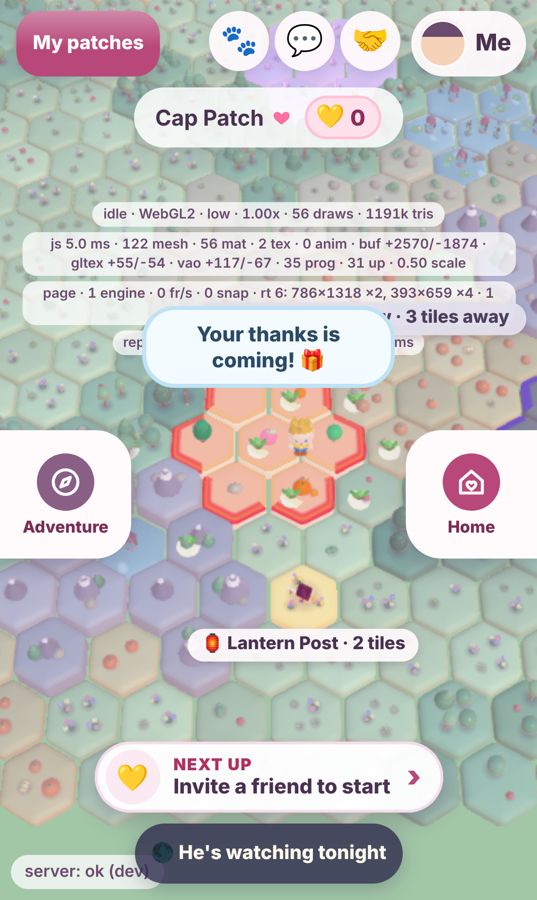 My patches
Me
Cap Patch
0
idle · WebGL2 · low · 1.00x · 56 draws · 1191k tris
js 5.0 ms · 122 mesh · 56 mat · 2 tex · 0 anim · buf +2570/-1874 ·
gltex +55/-54 · vao +117/-67 · 35 prog · 31 up · 0.50 scale
page · 1 engine · 0 fr/s · 0 snap · rt 6: 786×1318 ×2, 393×659 ×4 · 1
· 3 tiles away
Your thanks is
coming! 🎁
Adventure
Home
🏮 Lantern Post · 2 tiles
NEXT UP
Invite a friend to start
He's watching tonight
server: ok (dev)